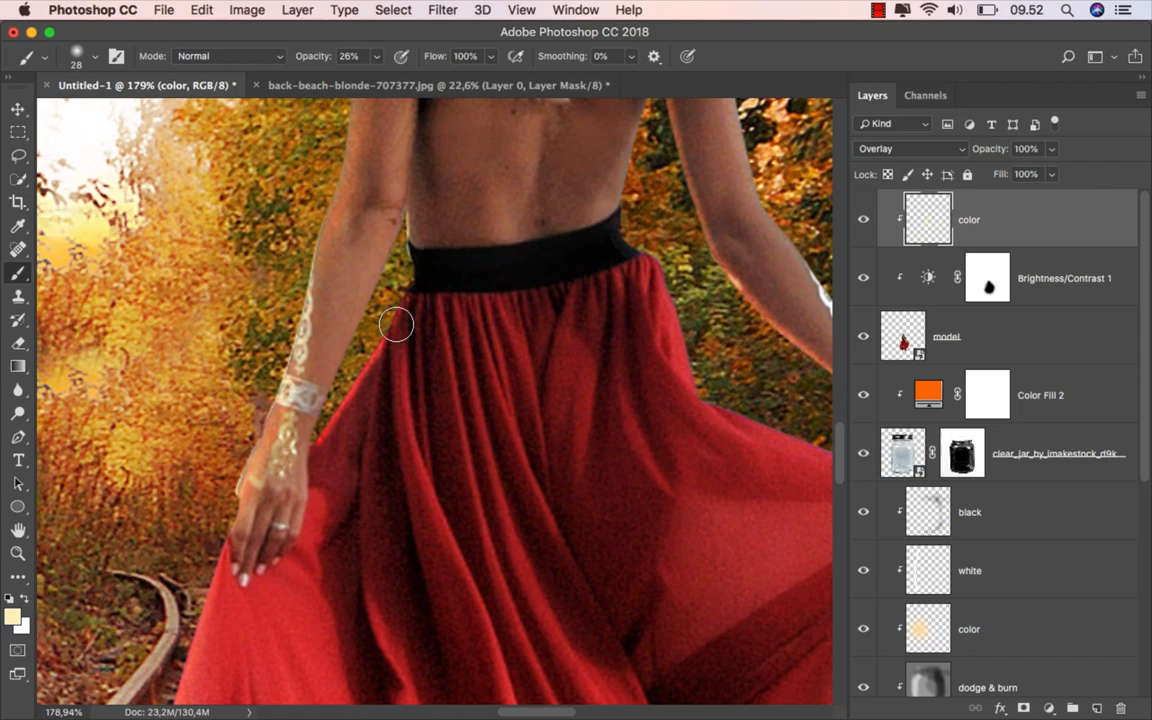 Photoshop CC File Edit Image Layer Type Select Filter 3D View Window Help 09.52
Adobe Photoshop CC 2018
28 Mode: Normal Opacity: 26% Flow: 100% Smoothing: 0%
Untitled-1 @ 179% (color, RGB/8) * back-beach-blonde-707377.jpg @ 22,6% (Layer 0, Layer Mask/8) *
Layers Channels
Kind
Overlay Opacity: 100%
Lock: Fill: 100%
color
Brightness/Contrast 1
model
Color Fill 2
clear_jar_by_imakestock_d9k...
black
white
color
dodge & burn
178,94% Doc: 23,2M/130,4M